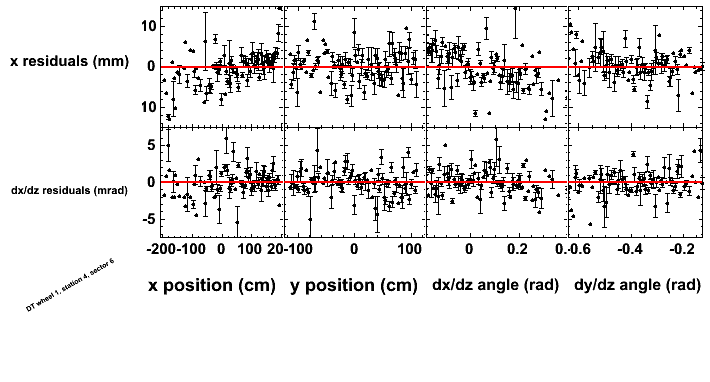 10
x residuals (mm)
0
10
5
dx/dz residuals (mrad)
0
-5
-200 -100 0 100 20 -100 0 100 0 0.2 0. -0.6 -0.4 -0.2
x position (cm) y position (cm) dx/dz angle (rad) dy/dz angle (rad)
DT wheel 1, station 4, sector 6